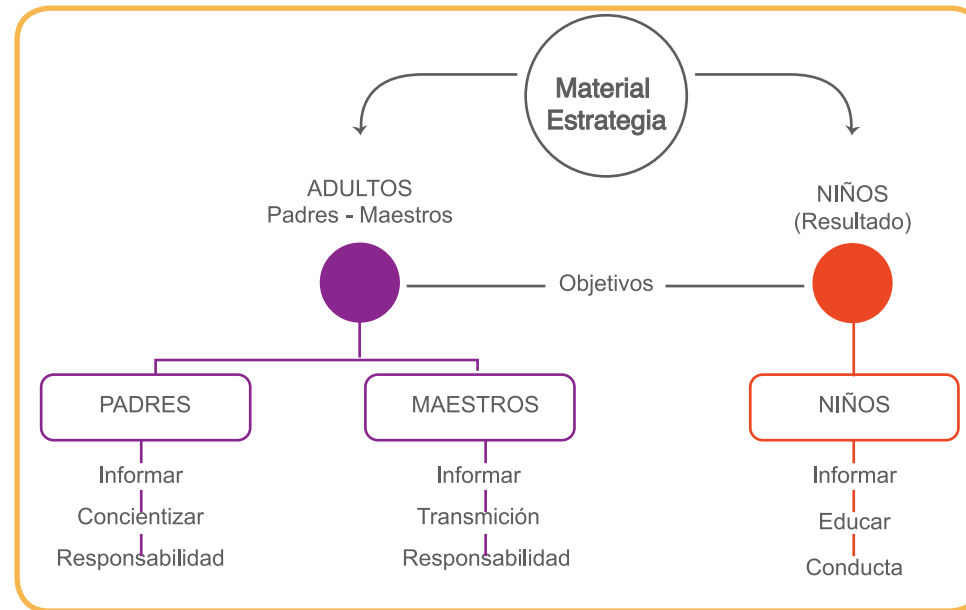 Material
Estrategia
ADULTOS
Padres - Maestros
NIÑOS
(Resultado)
Objetivos
PADRES
MAESTROS
NIÑOS
Informar
Informar
Informar
Concientizar
Transmición
Educar
Responsabilidad
Responsabilidad
Conducta